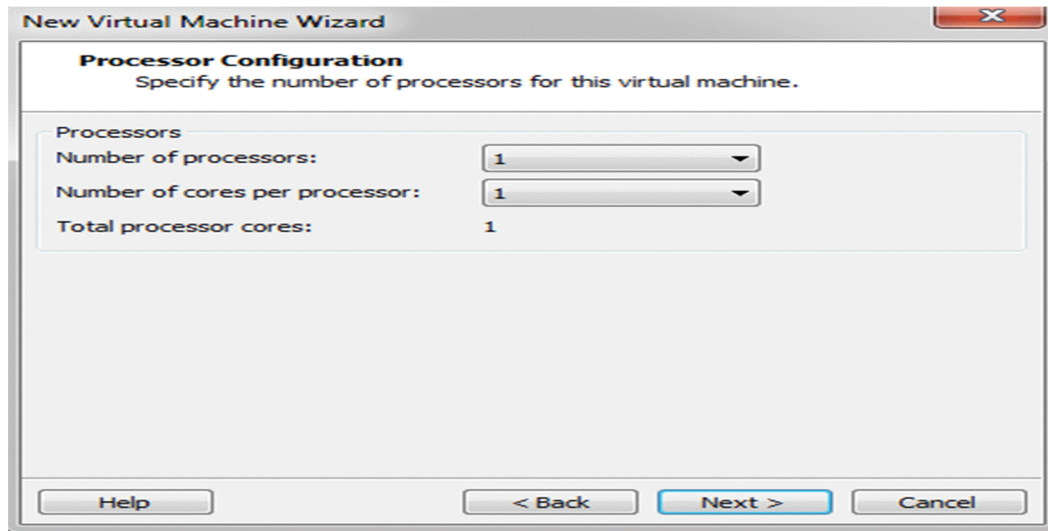 New Virtual Machine Wizard
Processor Configuration
Specify the number of processors for this virtual machine.
Processors
Number of processors: 1
Number of cores per processor: 1
Total processor cores: 1
Help < Back Next > Cancel